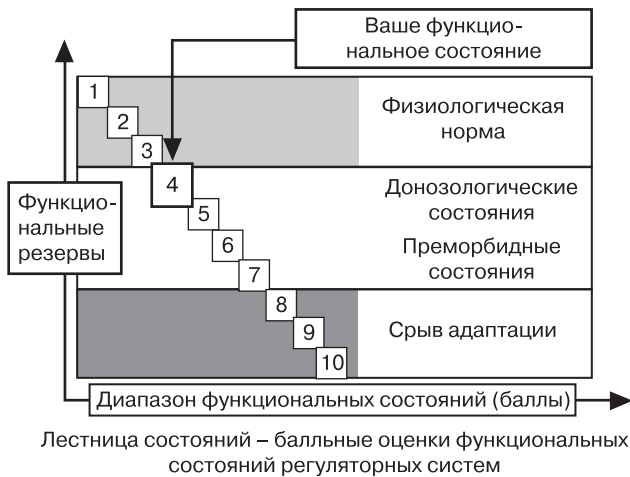 Ваше функцио-
нальное состояние
1
Физиологическая
норма
2
3
4
Функцио-
нальные
резервы
Донозологические
состояния
5
6
Преморбидные
состояния
7
8
Срыв адаптации
9
10
Диапазон функциональных состояний (баллы)
Лестница состояний – балльные оценки функциональных
состояний регуляторных систем